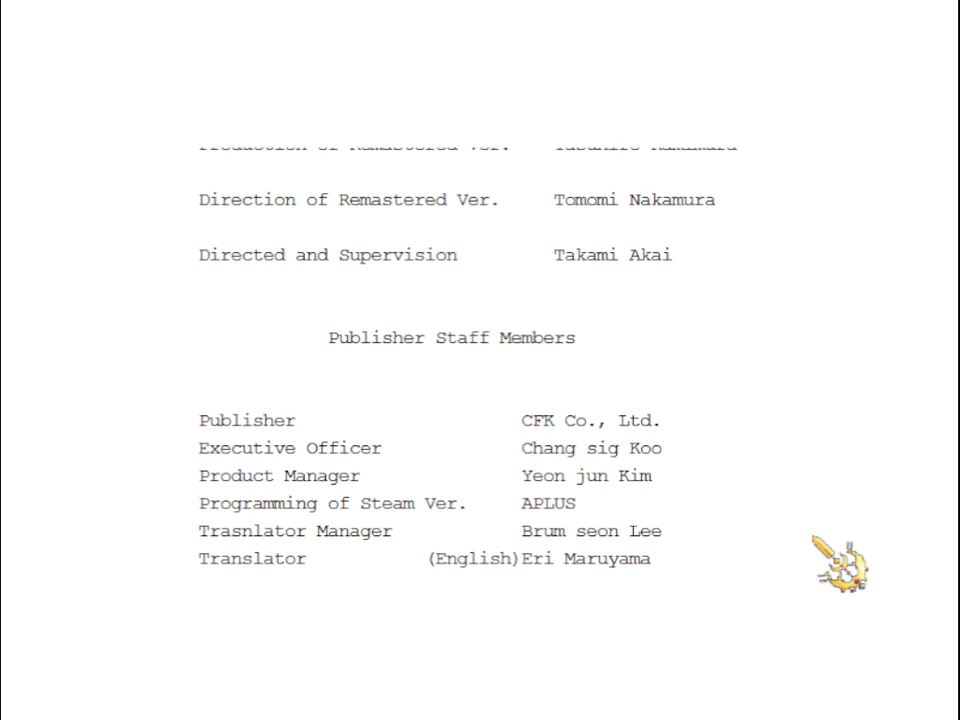 Direction of Remastered Ver. Tomomi Nakamura
Directed and Supervision Takami Akai
Publisher Staff Members
Publisher CFK Co., Ltd.
Executive Officer Chang sig Koo
Product Manager Yeon jun Kim
Programming of Steam Ver. APLUS
Trasnlator Manager Brum seon Lee
Translator (English)Eri Maruyama